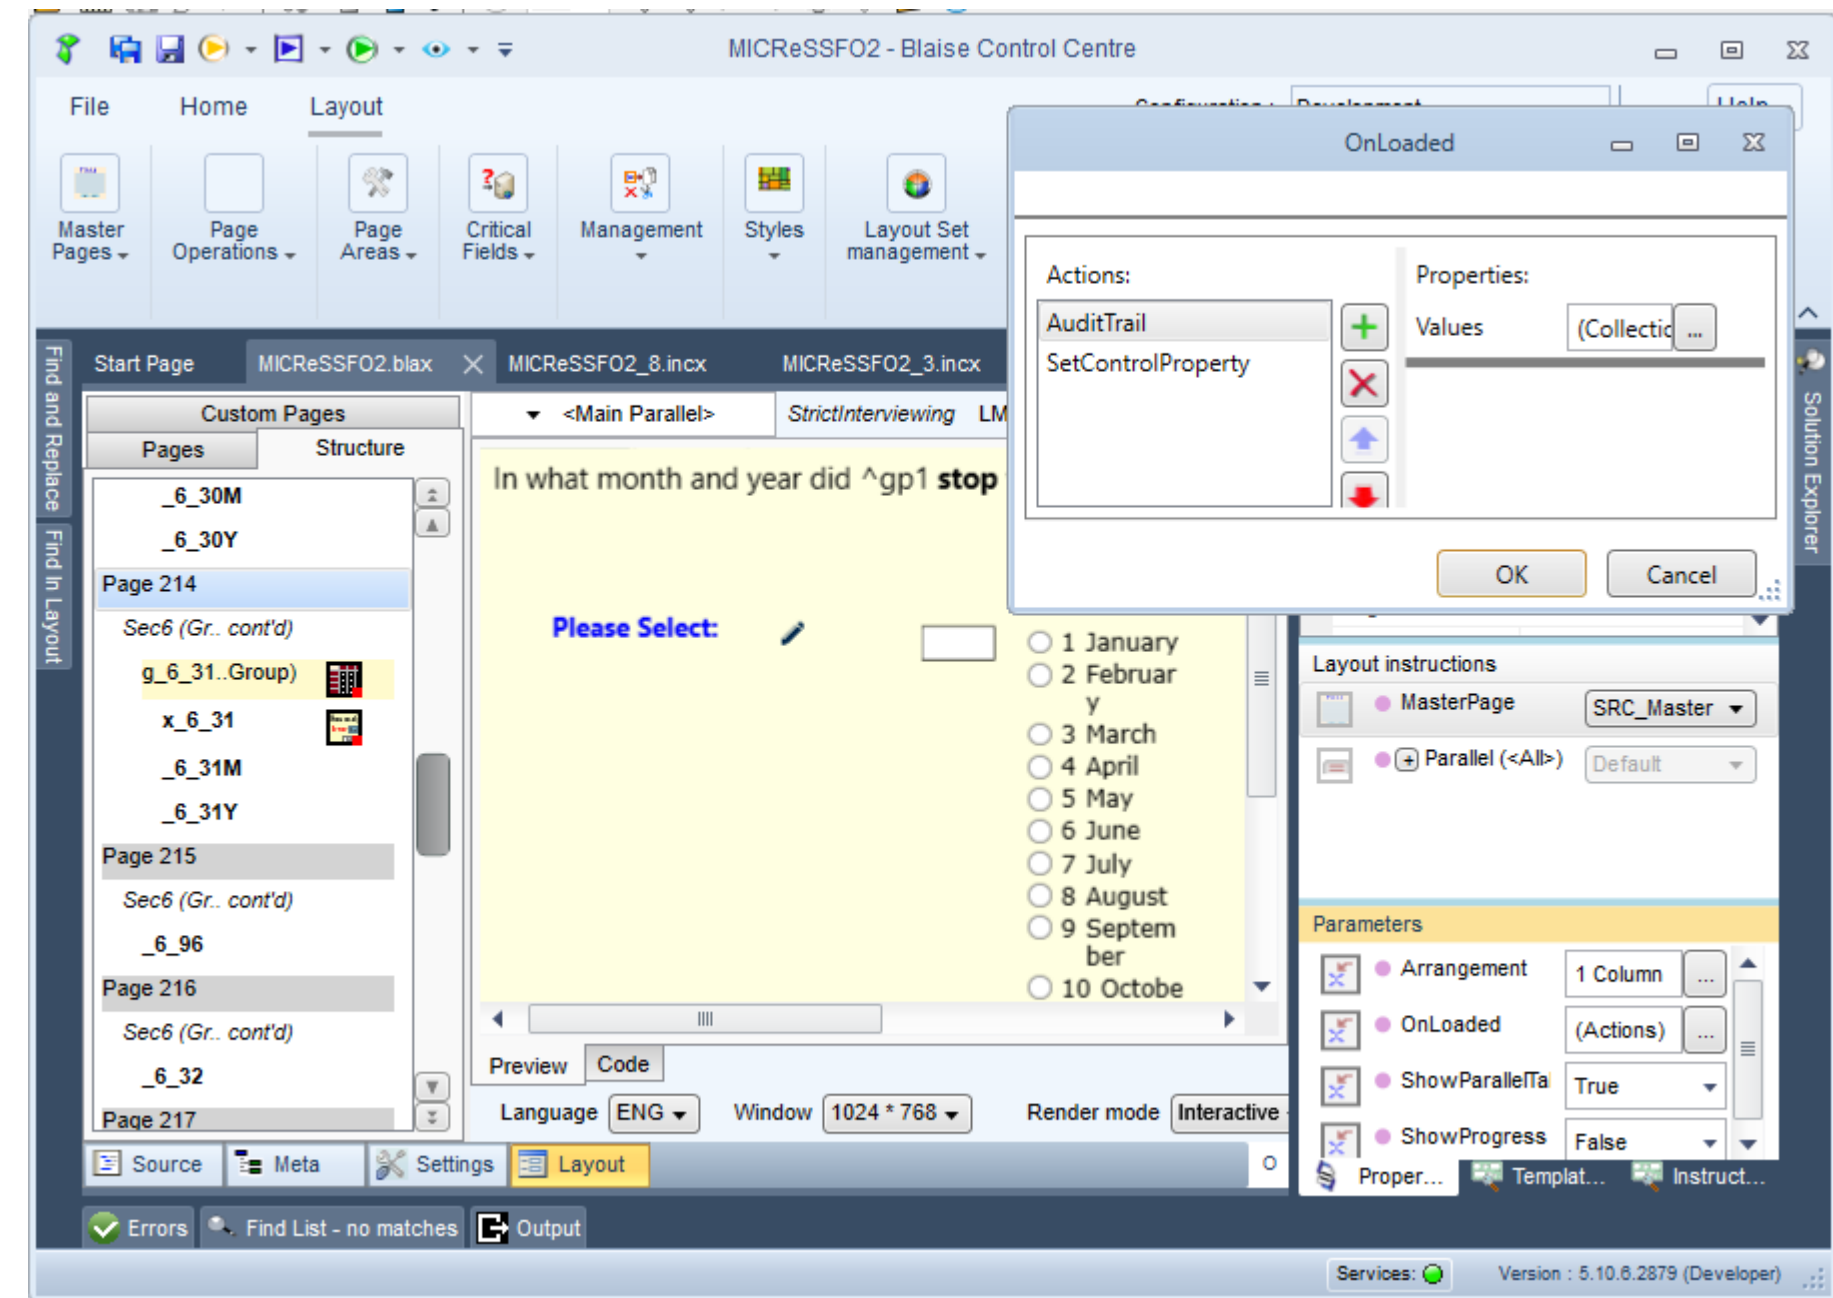 MICReSSFO2 - Blaise Control Centre
File
Home
Layout
Master Pages
Page Operations
Page Areas
Critical Fields
Management
Styles
Layout Set management
OnLoaded
Actions:
AuditTrail
SetControlProperty
Properties:
Values
(Collectic
...
OK
Cancel
Find and Replace
Find In Layout
Solution Explorer
Start Page
MICReSSFO2.blax
MICReSSFO2_8.incx
MICReSSFO2_3.incx
Custom Pages
Pages
Structure
_6_30M
_6_30Y
Page 214
Sec6 (Gr.. cont'd)
g_6_31..Group)
x_6_31
_6_31M
_6_31Y
Page 215
Sec6 (Gr.. cont'd)
_6_96
Page 216
Sec6 (Gr.. cont'd)
_6_32
Page 217
<Main Parallel>
StrictInterviewing
LM
In what month and year did ^gp1 stop
Please Select:
1 January
2 Februar
y
3 March
4 April
5 May
6 June
7 July
8 August
9 Septem
ber
10 Octobe
Preview
Code
Language ENG
Window 1024 * 768
Render mode Interactive
Layout instructions
MasterPage
SRC_Master
Parallel (<All>)
Default
Parameters
Arrangement
1 Column
...
OnLoaded
(Actions)
...
ShowParallelTa
True
ShowProgress
False
Proper...
Templat...
Instruct...
Source
Meta
Settings
Layout
Errors
Find List - no matches
Output
Services:
Version : 5.10.6.2879 (Developer)